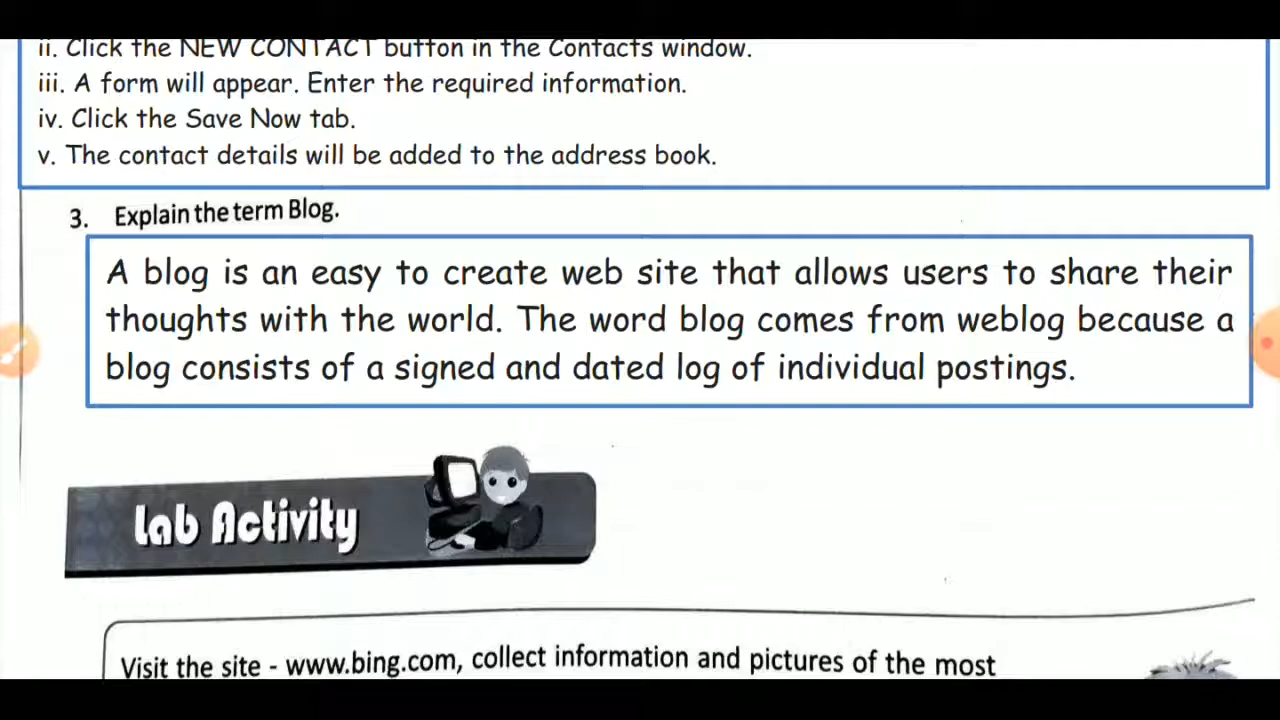 ii. Click the NEW CONTACT button in the Contacts window.
iii. A form will appear. Enter the required information.
iv. Click the Save Now tab.
v. The contact details will be added to the address book.
3. Explain the term Blog.
A blog is an easy to create web site that allows users to share their
thoughts with the world. The word blog comes from weblog because a
blog consists of a signed and dated log of individual postings.
Lab Activity
Visit the site - www.bing.com, collect information and pictures of the most